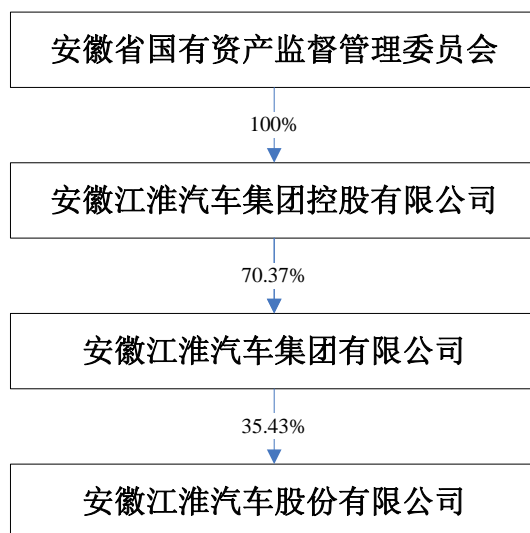 安徽省国有资产监督管理委员会
100%
安徽江淮汽车集团控股有限公司
70.37%
安徽江淮汽车集团有限公司
35.43%
安徽江淮汽车股份有限公司